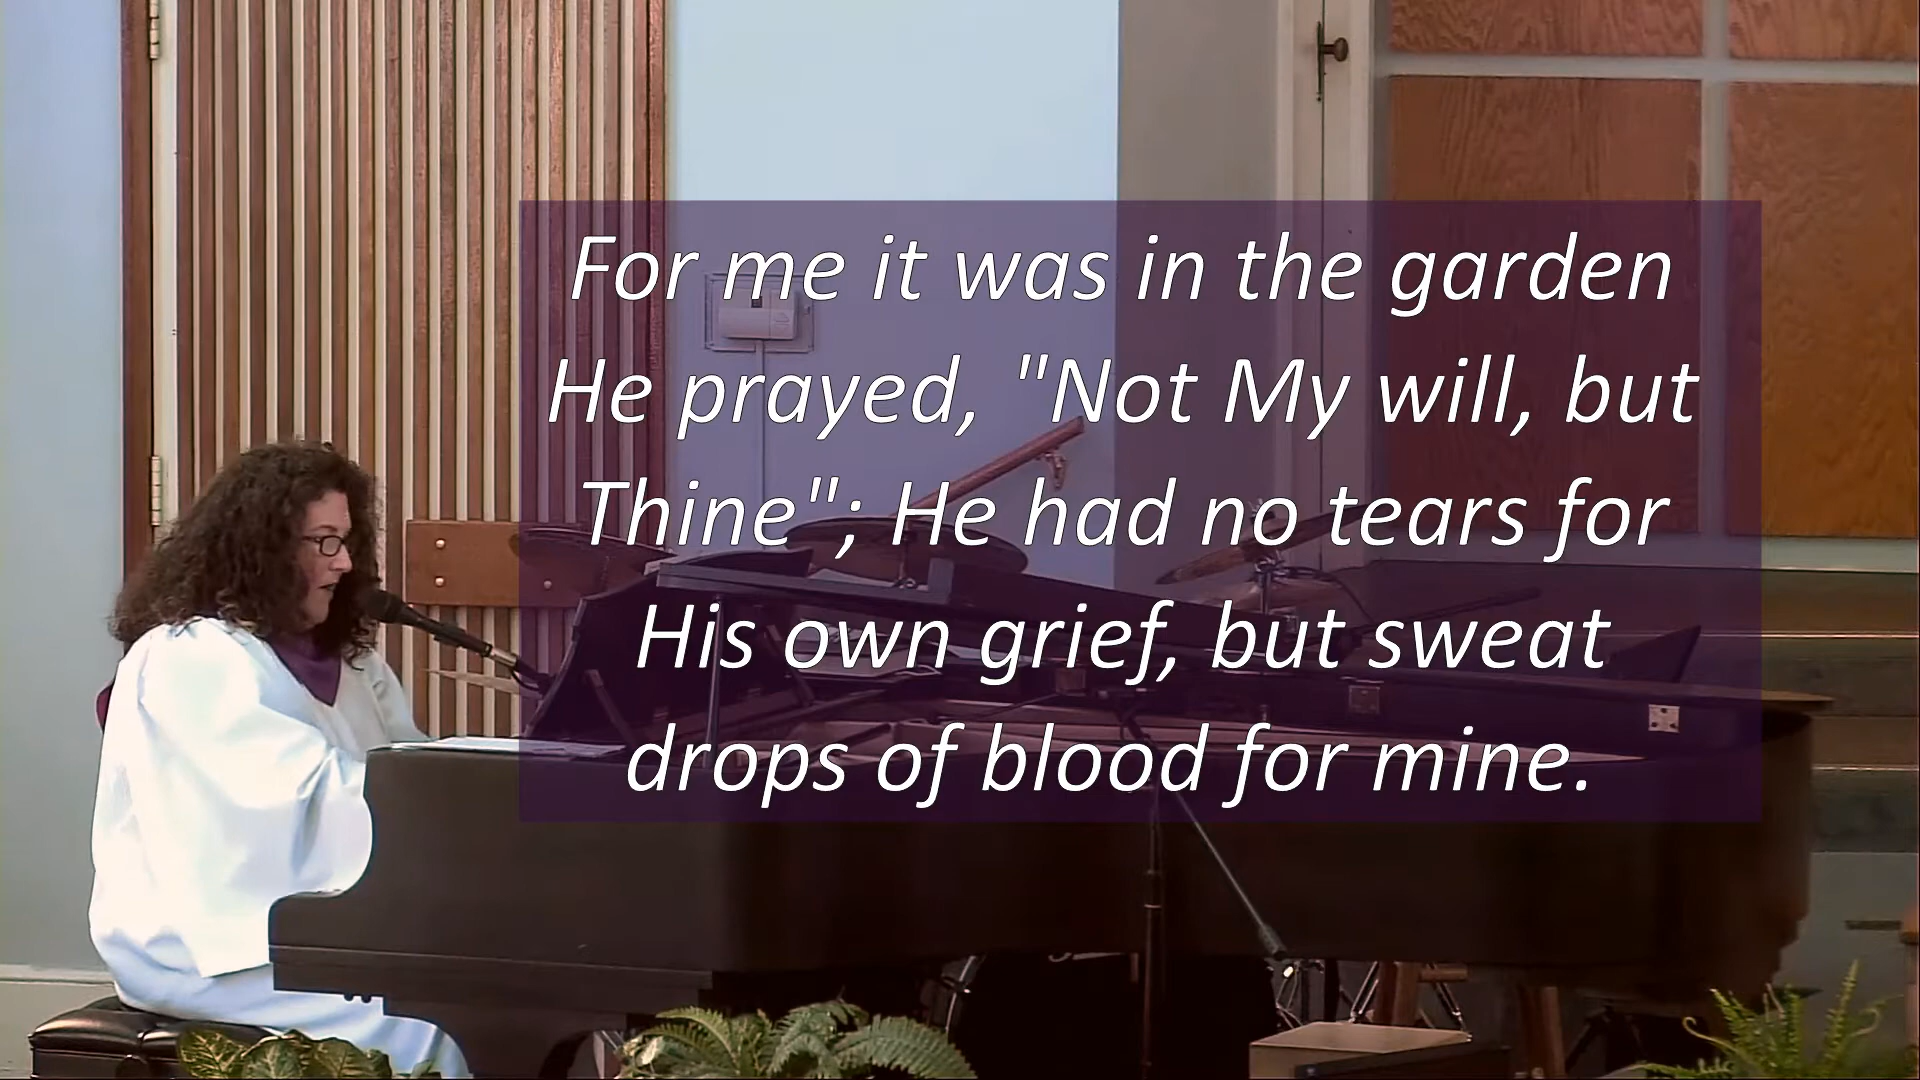 For me it was in the garden
He prayed, "Not My will, but
Thine"; He had no tears for
His own grief, but sweat
drops of blood for mine.